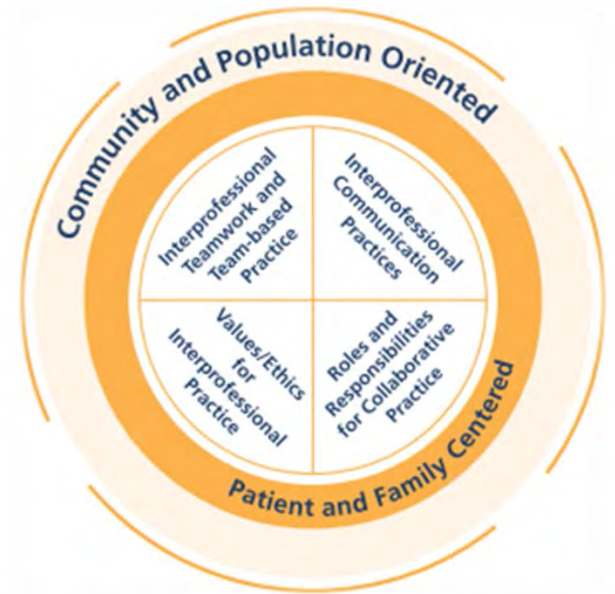 Community and Population Oriented
Interprofessional
Teamwork and
Team-based
Practice
Interprofessional
Communication
Practices
Values/Ethics
for
Interprofessional
Practice
Roles and
Responsibilities
for Collaborative
Practice
Patient and Family Centered